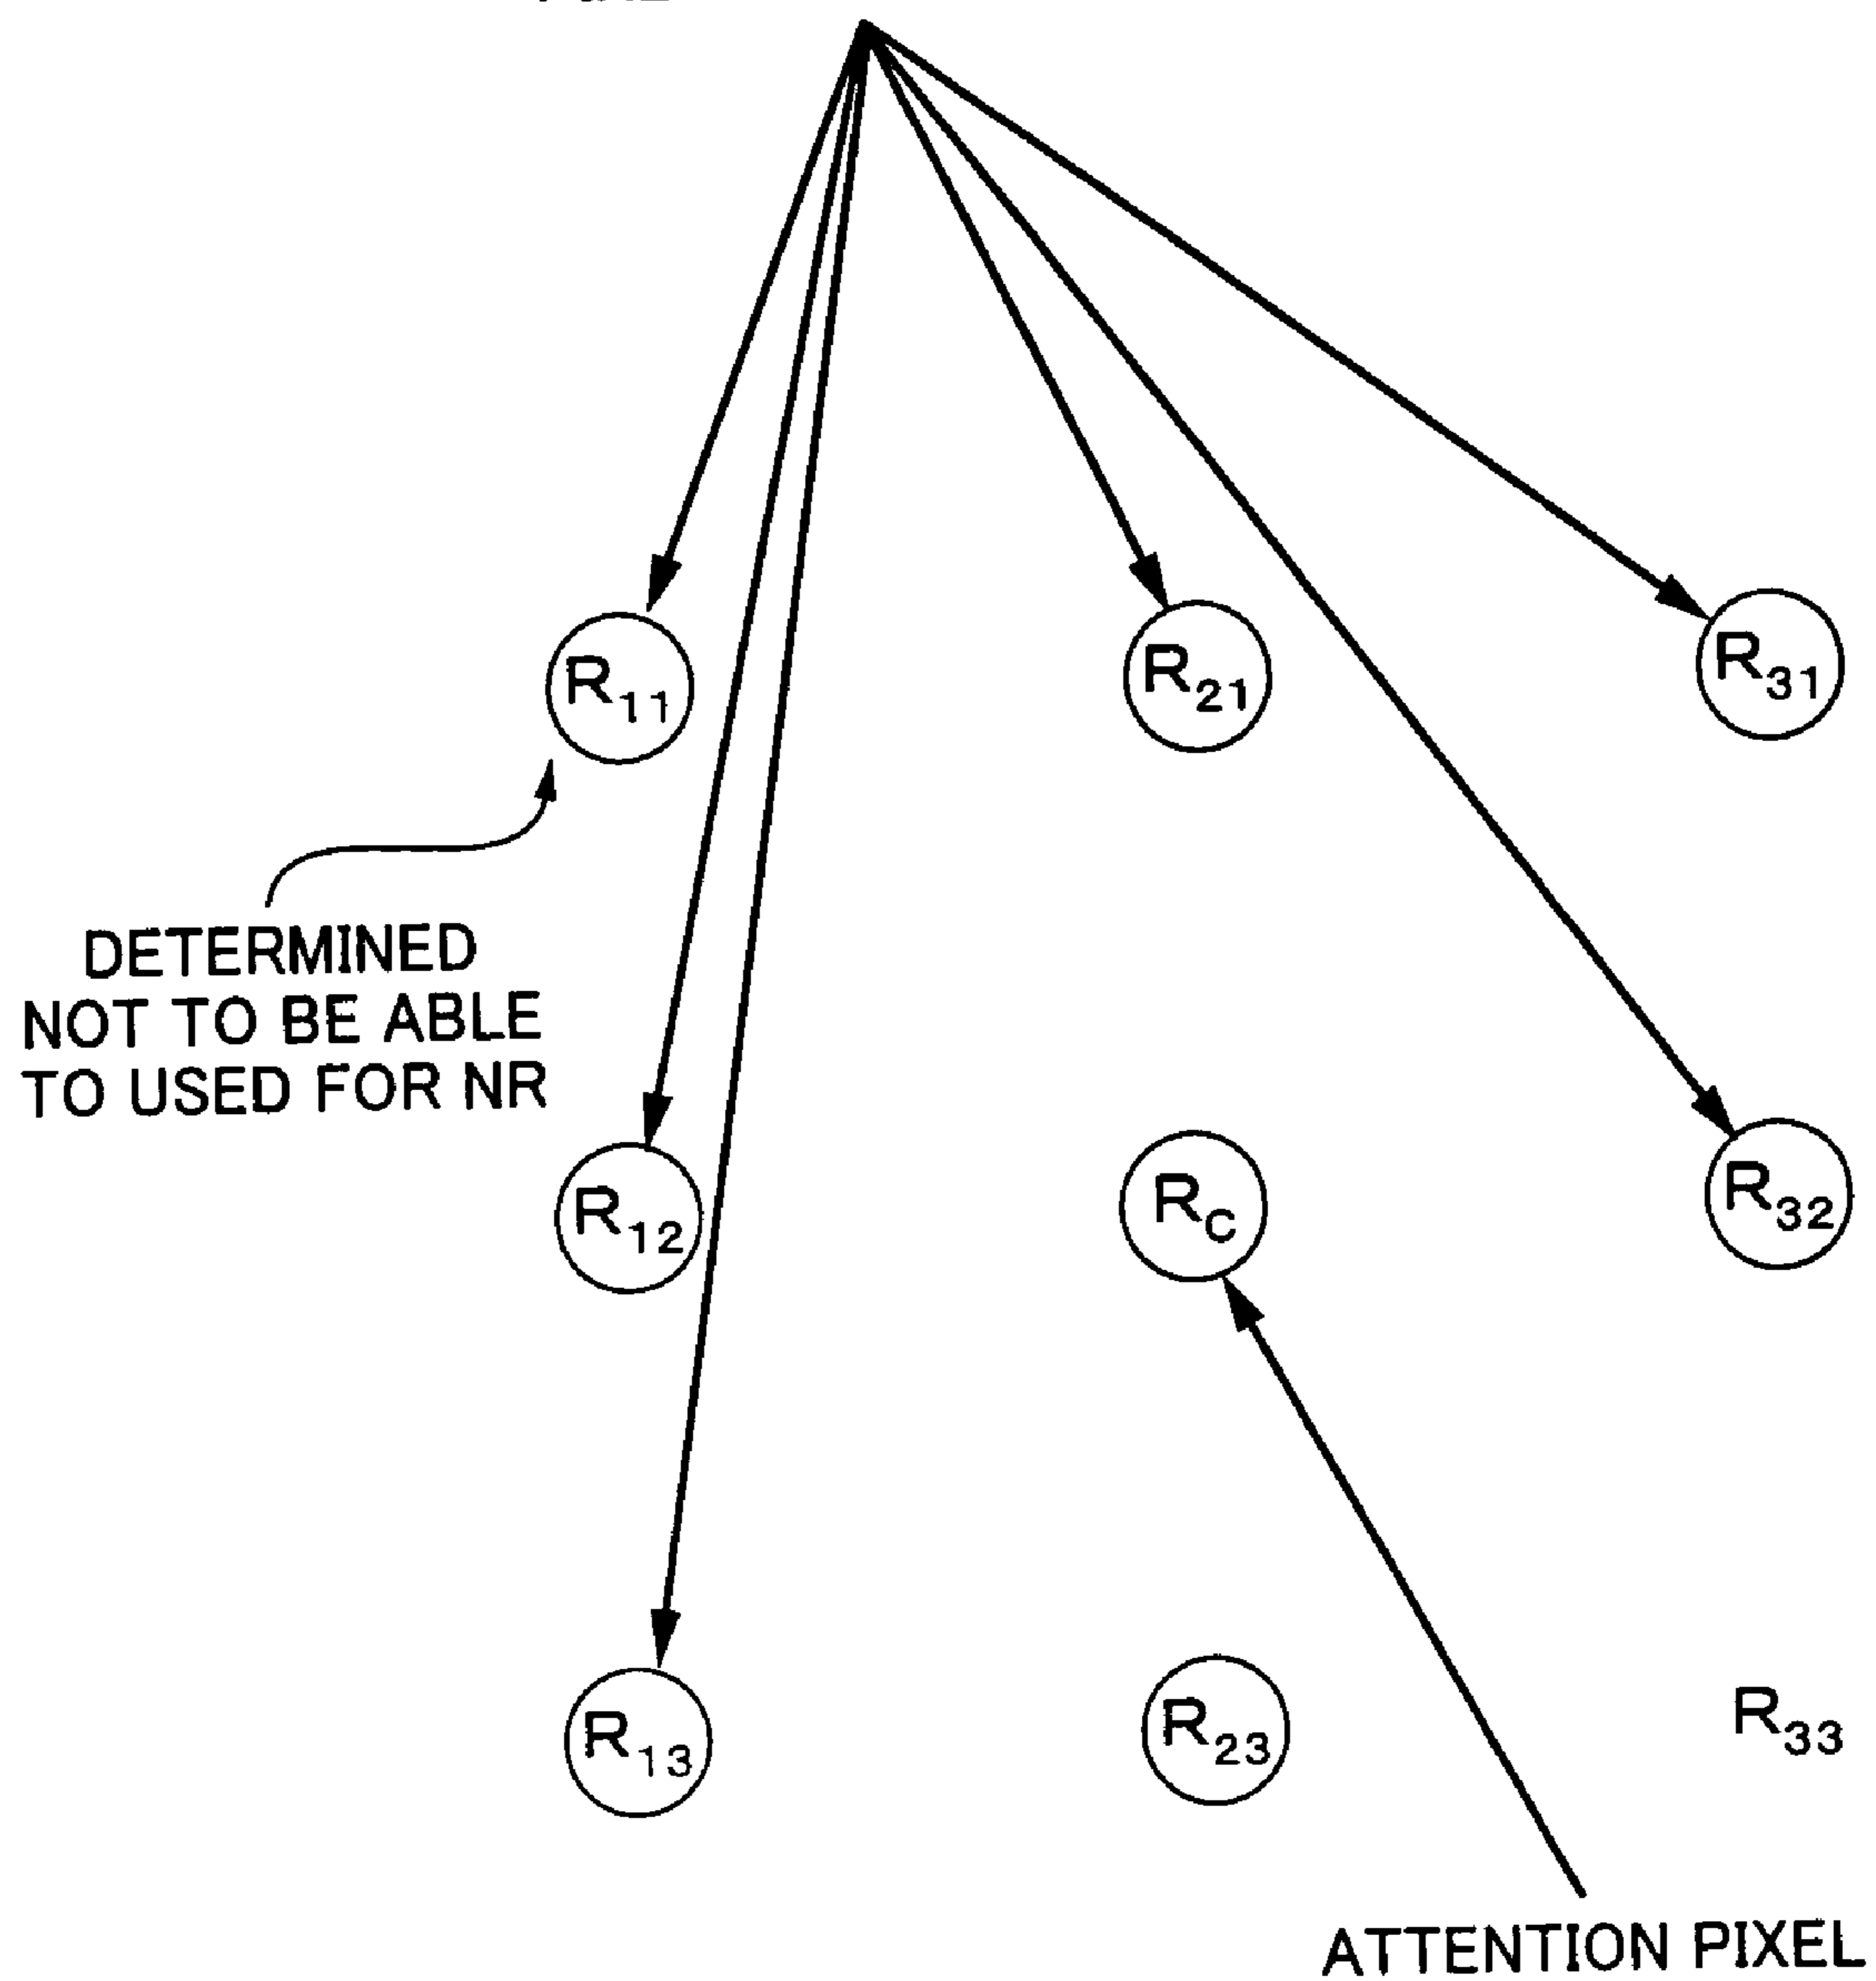 R11 R21 R31
DETERMINED
NOT TO BE ABLE
TO USED FOR NR
R12 RC R32
R13 R23 R33
ATTENTION PIXEL